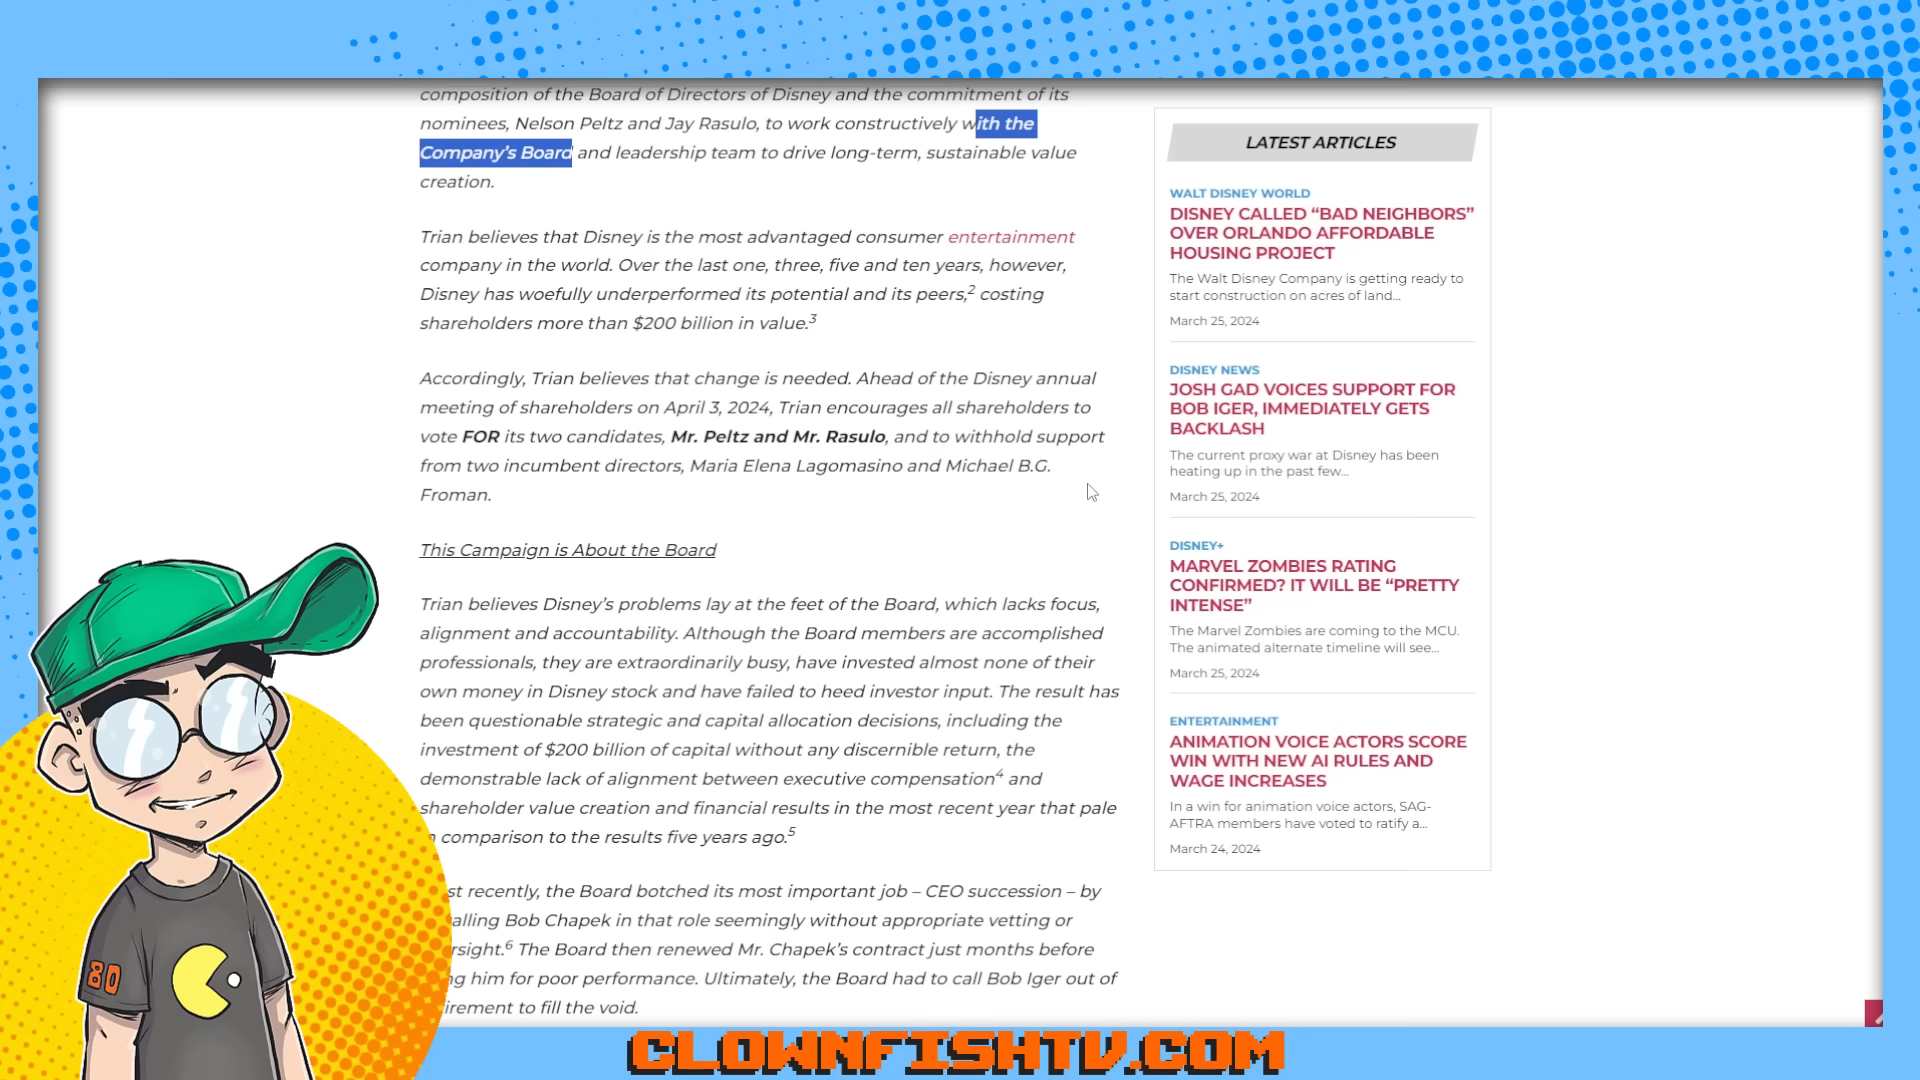 composition of the Board of Directors of Disney and the commitment of its
nominees, Nelson Peltz and Jay Rasulo, to work constructively with the
Company's Board and leadership team to drive long-term, sustainable value
creation.
Trian believes that Disney is the most advantaged consumer entertainment
company in the world. Over the last one, three, five and ten years, however,
Disney has woefully underperformed its potential and its peers,2 costing
shareholders more than $200 billion in value.3
Accordingly, Trian believes that change is needed. Ahead of the Disney annual
meeting of shareholders on April 3, 2024, Trian encourages all shareholders to
vote FOR its two candidates, Mr. Peltz and Mr. Rasulo, and to withhold support
from two incumbent directors, Maria Elena Lagomasino and Michael B.G.
Froman.
This Campaign is About the Board
Trian believes Disney's problems lay at the feet of the Board, which lacks focus,
alignment and accountability. Although the Board members are accomplished
professionals, they are extraordinarily busy, have invested almost none of their
own money in Disney stock and have failed to heed investor input. The result has
been questionable strategic and capital allocation decisions, including the
investment of $200 billion of capital without any discernible return, the
demonstrable lack of alignment between executive compensation4 and
shareholder value creation and financial results in the most recent year that pale
comparison to the results five years ago.5
recently, the Board botched its most important job – CEO succession – by
Bob Chapek in that role seemingly without appropriate vetting or
6 The Board then renewed Mr. Chapek's contract just months before
him for poor performance. Ultimately, the Board had to call Bob Iger out of
to fill the void.
LATEST ARTICLES
WALT DISNEY WORLD
DISNEY CALLED "BAD NEIGHBORS"
OVER ORLANDO AFFORDABLE
HOUSING PROJECT
The Walt Disney Company is getting ready to
start construction on acres of land...
March 25, 2024
DISNEY NEWS
JOSH GAD VOICES SUPPORT FOR
BOB IGER, IMMEDIATELY GETS
BACKLASH
The current proxy war at Disney has been
heating up in the past few...
March 25, 2024
DISNEY+
MARVEL ZOMBIES RATING
CONFIRMED? IT WILL BE "PRETTY
INTENSE"
The Marvel Zombies are coming to the MCU.
The animated alternate timeline will see...
March 25, 2024
ENTERTAINMENT
ANIMATION VOICE ACTORS SCORE
WIN WITH NEW AI RULES AND
WAGE INCREASES
In a win for animation voice actors, SAG-
AFTRA members have voted to ratify a...
March 24, 2024
80
CLOWNFISHTV.COM